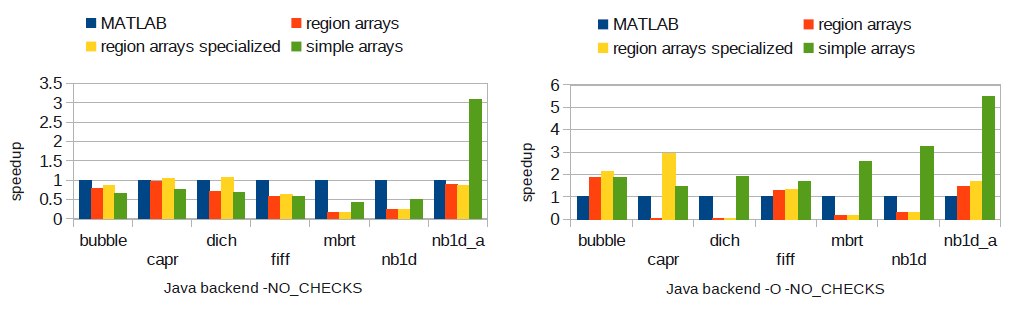 MATLAB region arrays
region arrays specialized simple arrays
3.5
3
2.5
2
1.5
1
0.5
0
speedup
bubble dich mbrt nb1d_a
capr fiff nb1d
Java backend -NO_CHECKS
MATLAB region arrays
region arrays specialized simple arrays
6
5
4
3
2
1
0
speedup
bubble dich mbrt nb1d_a
capr fiff nb1d
Java backend -O -NO_CHECKS